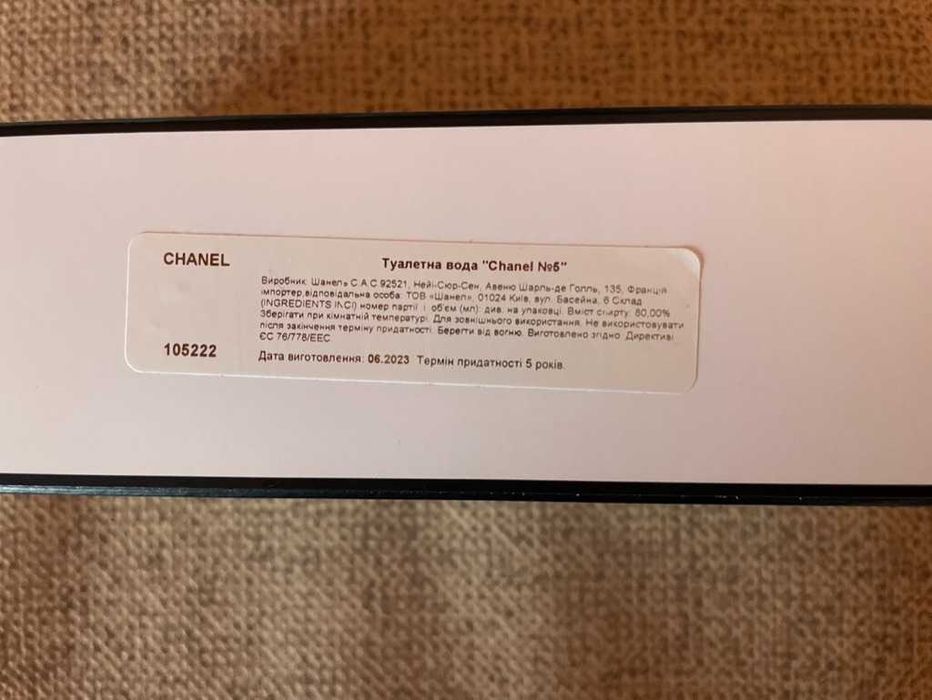 CHANEL
Туалетна вода "Chanel №5"
Виробник: Шанель С.А.С 92521, Нейі-Сюр-Сен, Авеню Шарль-де Голль, 135, Франція
імпортер,відповідальна особа: ТОВ «Шанел», 01024 Київ, вул. Басейна, 6 Склад
(INGREDIENTS INCI) номер партії і об'єм (мл): див. на упаковці. Вміст спирту: 80,00%
Зберігати при кімнатній температурі. Для зовнішнього використання. Не використовувати
після закінчення терміну придатності. Берегти від вогню. Виготовлено згідно. Директиві
ЄС 76/778/ЕЕС.
105222
Дата виготовлення: 06.2023 Термін придатності 5 років.